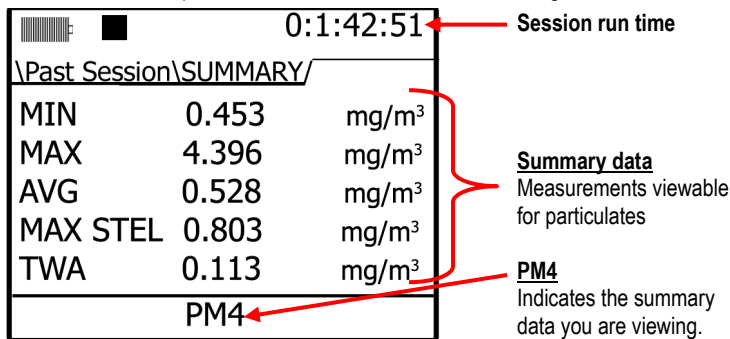 0:1:42:51
Session run time
\Past Session\SUMMARY/
MIN 0.453 mg/m³
MAX 4.396 mg/m³
AVG 0.528 mg/m³
MAX STEL 0.803 mg/m³
TWA 0.113 mg/m³
PM4
Summary data
Measurements viewable
for particulates
PM4
Indicates the summary
data you are viewing.